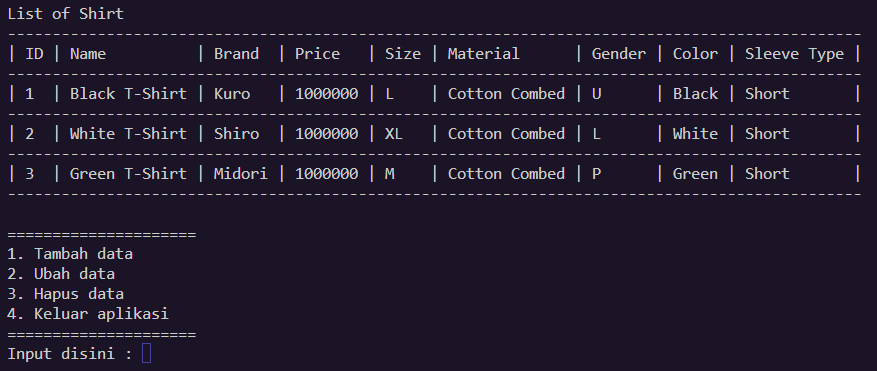 List of Shirt
-----------------------------------------------------------------------------------------------
| ID | Name          | Brand  | Price   | Size | Material      | Gender | Color | Sleeve Type |
-----------------------------------------------------------------------------------------------
| 1  | Black T-Shirt | Kuro   | 1000000 | L    | Cotton Combed | U      | Black | Short       |
-----------------------------------------------------------------------------------------------
| 2  | White T-Shirt | Shiro  | 1000000 | XL   | Cotton Combed | L      | White | Short       |
-----------------------------------------------------------------------------------------------
| 3  | Green T-Shirt | Midori | 1000000 | M    | Cotton Combed | P      | Green | Short       |
-----------------------------------------------------------------------------------------------
=====================
1. Tambah data
2. Ubah data
3. Hapus data
4. Keluar aplikasi
=====================
Input disini :